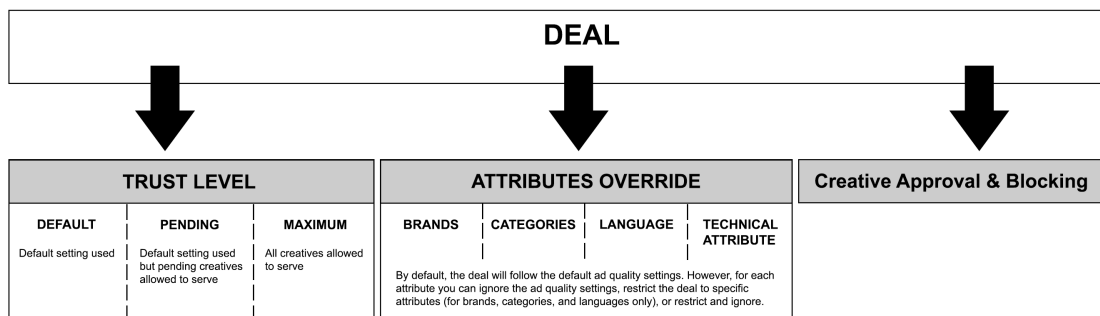 DEAL
TRUST LEVEL
DEFAULT
Default setting used
PENDING
Default setting used
but pending creatives
allowed to serve
MAXIMUM
All creatives allowed
to serve
ATTRIBUTES OVERRIDE
BRANDS
CATEGORIES
LANGUAGE
TECHNICAL
ATTRIBUTE
By default, the deal will follow the default ad quality settings. However, for each
attribute you can ignore the ad quality settings, restrict the deal to specific
attributes (for brands, categories, and languages only), or restrict and ignore.
Creative Approval & Blocking